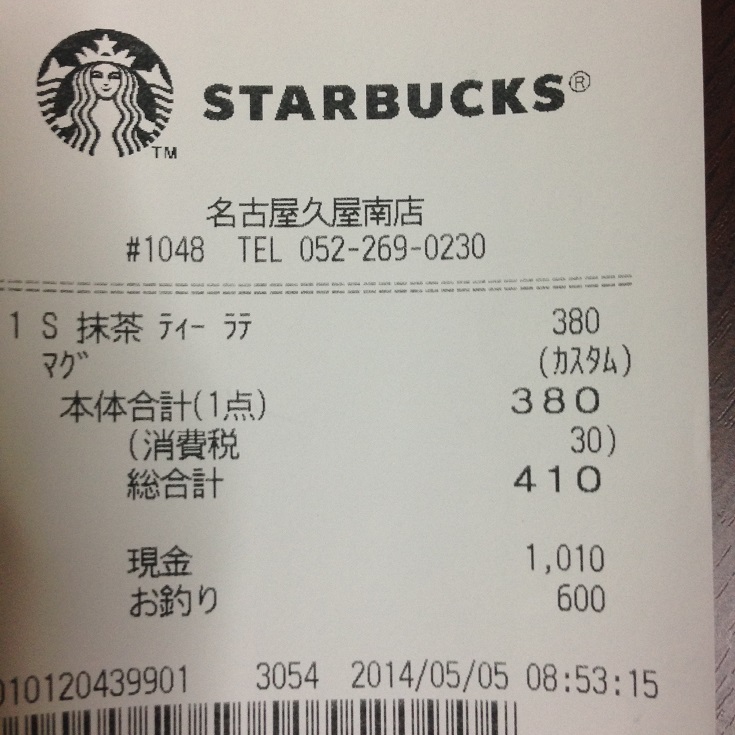 STARBUCKS®
TM
名古屋久屋南店
#1048 TEL 052-269-0230
1 S 抹茶 ティー ラテ 380
マグ (カスタム)
本体合計(1点) 380
(消費税 30)
総合計 410
現金 1,010
お釣り 600
010120439901 3054 2014/05/05 08:53:15